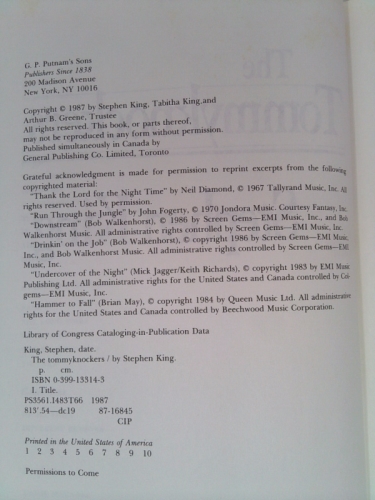 G. P. Putnam's Sons
Publishers Since 1838
200 Madison Avenue
New York, NY 10016
Copyright © 1987 by Stephen King, Tabitha King and
Arthur B. Greene, Trustee
All rights reserved. This book, or parts thereof,
may not be reproduced in any form without permission.
Published simultaneously in Canada by
General Publishing Co. Limited, Toronto
Grateful acknowledgment is made for permission to reprint excerpts from the following
copyrighted material:
"Thank the Lord for the Night Time" by Neil Diamond, © 1967 Tallyrand Music, Inc. All
rights reserved. Used by permission.
"Run Through the Jungle" by John Fogerty, © 1970 Jondora Music. Courtesy Fantasy, Inc.
"Downstream" (Bob Walkenhorst), © 1986 by Screen Gems—EMI Music, Inc., and Bob
Walkenhorst Music. All administrative rights controlled by Screen Gems—EMI Music, Inc.
"Drinkin' on the Job" (Bob Walkenhorst), © copyright 1986 by Screen Gems—EMI Music,
Inc., and Bob Walkenhorst Music. All administrative rights controlled by Screen Gems—EMI
Music, Inc.
"Undercover of the Night" (Mick Jagger/Keith Richards), © copyright 1983 by EMI Music
Publishing Ltd. All administrative rights for the United States and Canada controlled by Col-
gems—EMI Music, Inc.
"Hammer to Fall" (Brian May), © copyright 1984 by Queen Music Ltd. All administrative
rights for the United States and Canada controlled by Beechwood Music Corporation.
Library of Congress Cataloging-in-Publication Data
King, Stephen, date.
The tommyknockers / by Stephen King.
p. cm.
ISBN 0-399-13314-3
I. Title.
PS3561.I483T66 1987
813'.54—dc19 87-16845
CIP
Printed in the United States of America
1 2 3 4 5 6 7 8 9 10
Permissions to Come